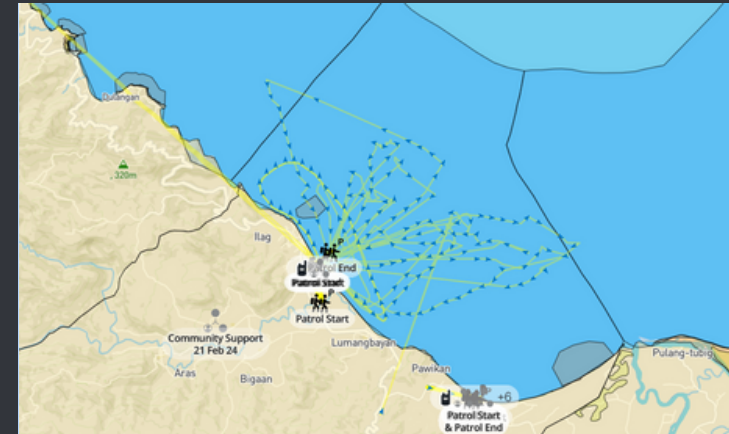 Dulangan
320m
Ilag
P
Patrol End
Patrol Start
P
Patrol Start
Community Support
21 Feb 24
Lumangbayan
Pulang-tubig
Aras
Bigaan
Pawikan
+6
Patrol Start
& Patrol End